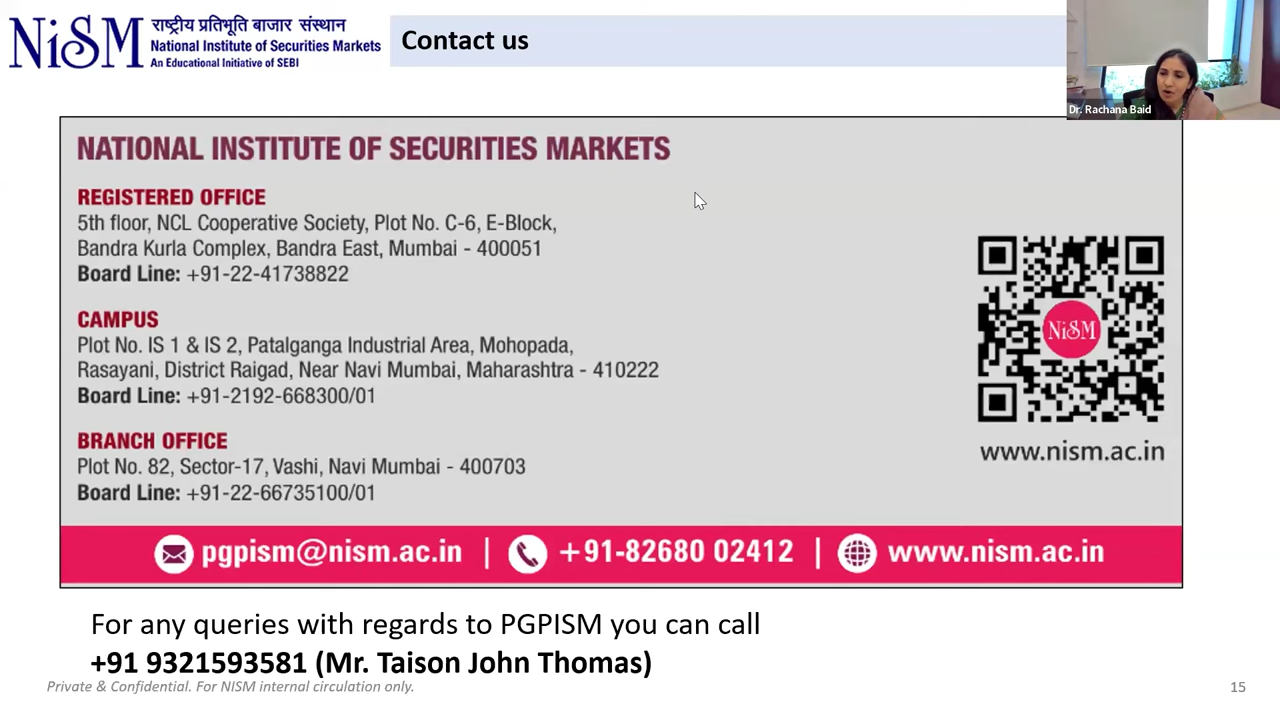 NiSM
राष्ट्रीय प्रतिभूति बाजार संस्थान
National Institute of Securities Markets
An Educational Initiative of SEBI
Contact us
Dr. Rachana Baid
NATIONAL INSTITUTE OF SECURITIES MARKETS
REGISTERED OFFICE
5th floor, NCL Cooperative Society, Plot No. C-6, E-Block,
Bandra Kurla Complex, Bandra East, Mumbai - 400051
Board Line: +91-22-41738822
CAMPUS
Plot No. IS 1 & IS 2, Patalganga Industrial Area, Mohopada,
Rasayani, District Raigad, Near Navi Mumbai, Maharashtra - 410222
Board Line: +91-2192-668300/01
BRANCH OFFICE
Plot No. 82, Sector-17, Vashi, Navi Mumbai - 400703
Board Line: +91-22-66735100/01
NiSM
www.nism.ac.in
pgpism@nism.ac.in | +91-82680 02412 | www.nism.ac.in
For any queries with regards to PGPISM you can call
+91 9321593581 (Mr. Taison John Thomas)
Private & Confidential. For NISM internal circulation only.
15